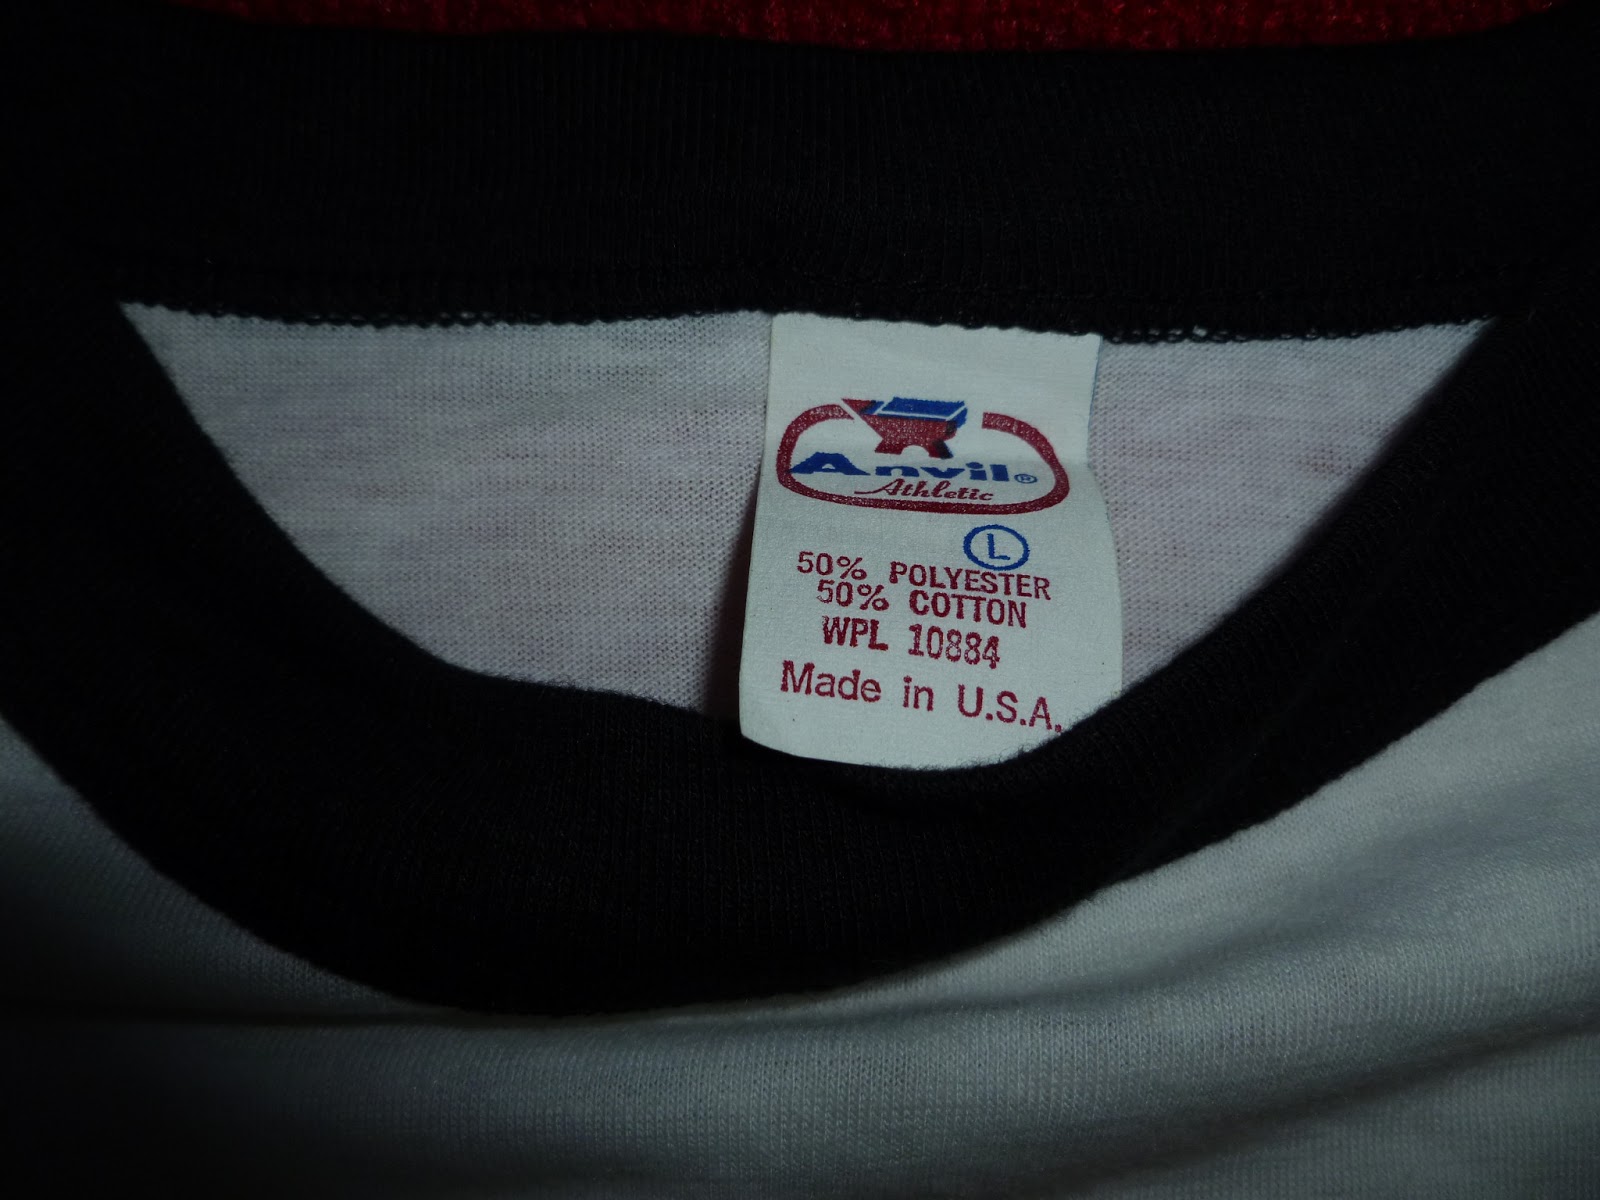 Anvil®
Athletic
L
50% POLYESTER
50% COTTON
WPL 10884
Made in U.S.A.